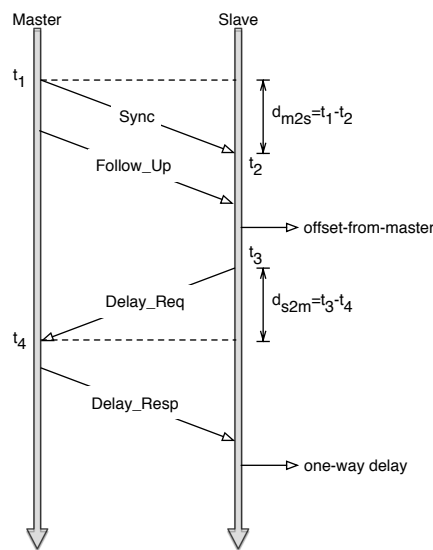 Master
Slave
t1
Sync
dm2s=t1-t2
t2
Follow_Up
offset-from-master
t3
Delay_Req
ds2m=t3-t4
t4
Delay_Resp
one-way delay